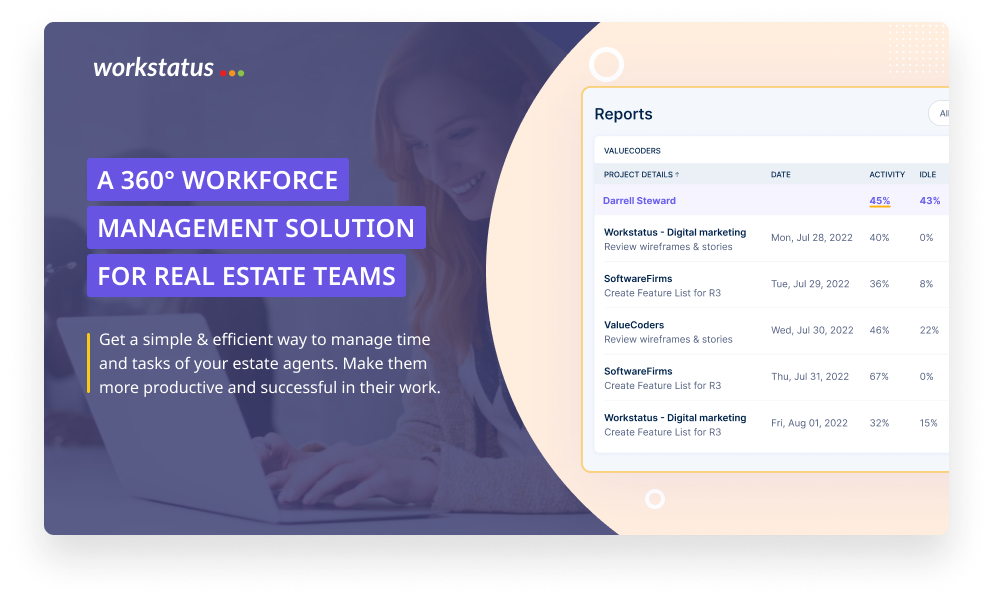 workstatus
A 360° WORKFORCE
MANAGEMENT SOLUTION
FOR REAL ESTATE TEAMS
Get a simple & efficient way to manage time
and tasks of your estate agents. Make them
more productive and successful in their work.
Reports
All
VALUECODERS
PROJECT DETAILS ↑ DATE ACTIVITY IDLE
Darrell Steward 45% 43%
Workstatus - Digital marketing
Review wireframes & stories
Mon, Jul 28, 2022 40% 0%
SoftwareFirms
Create Feature List for R3
Tue, Jul 29, 2022 36% 8%
ValueCoders
Review wireframes & stories
Wed, Jul 30, 2022 46% 22%
SoftwareFirms
Create Feature List for R3
Thu, Jul 31, 2022 67% 0%
Workstatus - Digital marketing
Create Feature List for R3
Fri, Aug 01, 2022 32% 15%